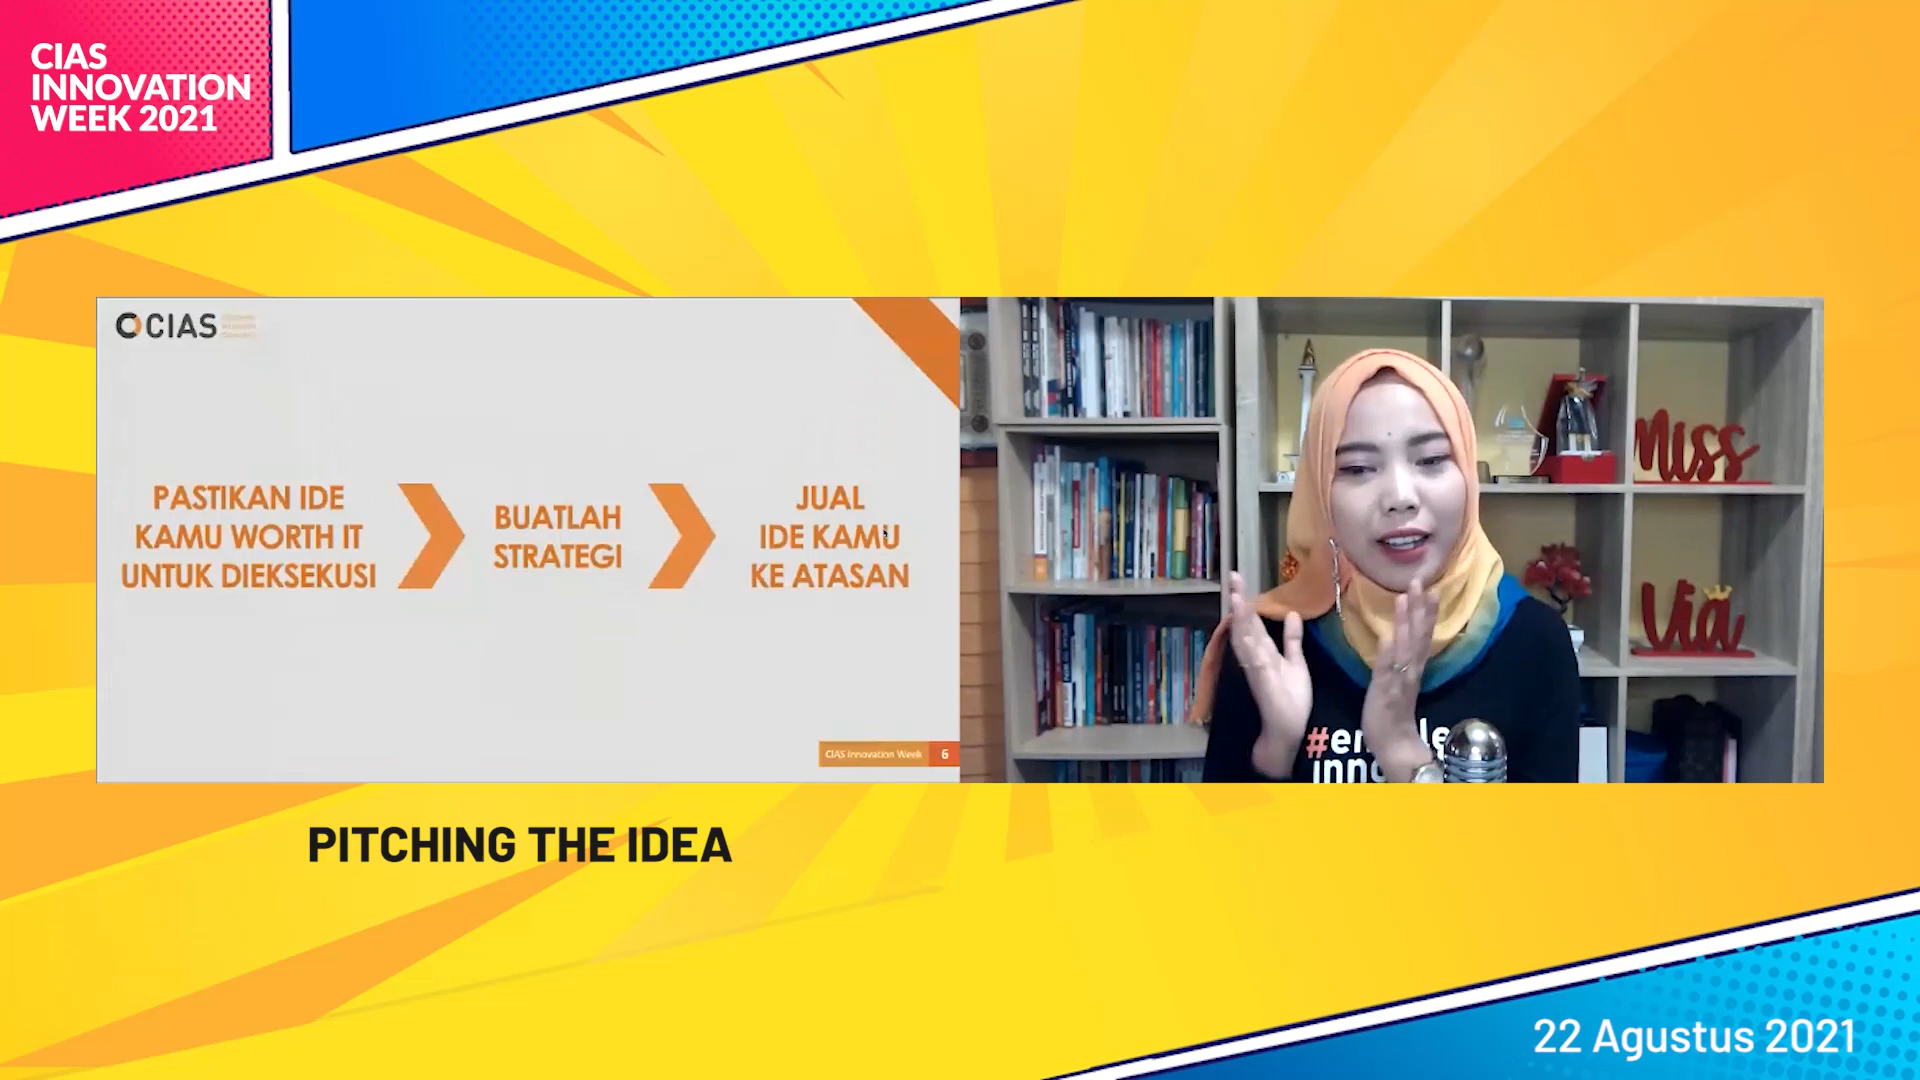 CIAS
INNOVATION
WEEK 2021
CIAS
PASTIKAN IDE
KAMU WORTH IT
UNTUK DIEKSEKUSI
BUATLAH
STRATEGI
JUAL
IDE KAMU
KE ATASAN
CIAS Innovation Week 6
Miss
Via
PITCHING THE IDEA
22 Agustus 2021